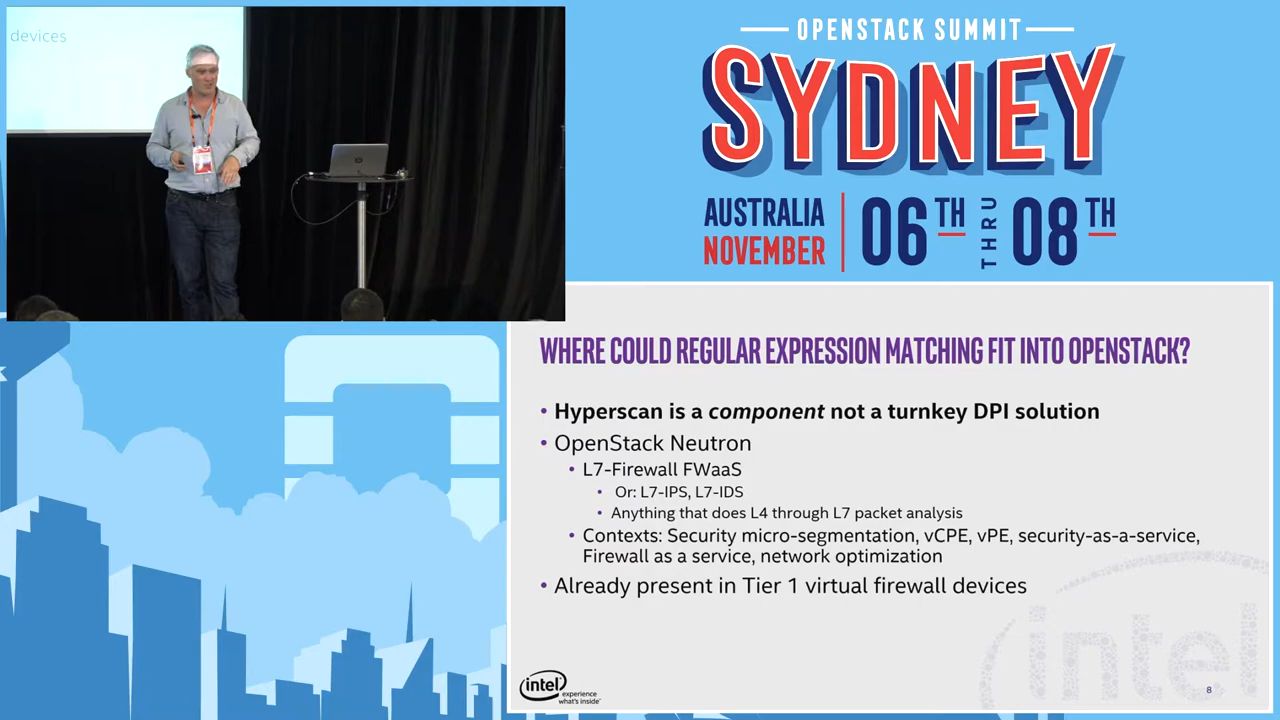 devices
OPENSTACK SUMMIT
SYDNEY
AUSTRALIA
NOVEMBER
06TH THRU 08TH
WHERE COULD REGULAR EXPRESSION MATCHING FIT INTO OPENSTACK?
• Hyperscan is a component not a turnkey DPI solution
• OpenStack Neutron
• L7-Firewall FWaaS
• Or: L7-IPS, L7-IDS
• Anything that does L4 through L7 packet analysis
• Contexts: Security micro-segmentation, vCPE, vPE, security-as-a-service,
Firewall as a service, network optimization
• Already present in Tier 1 virtual firewall devices
intel
intel
experience
what's inside™
8